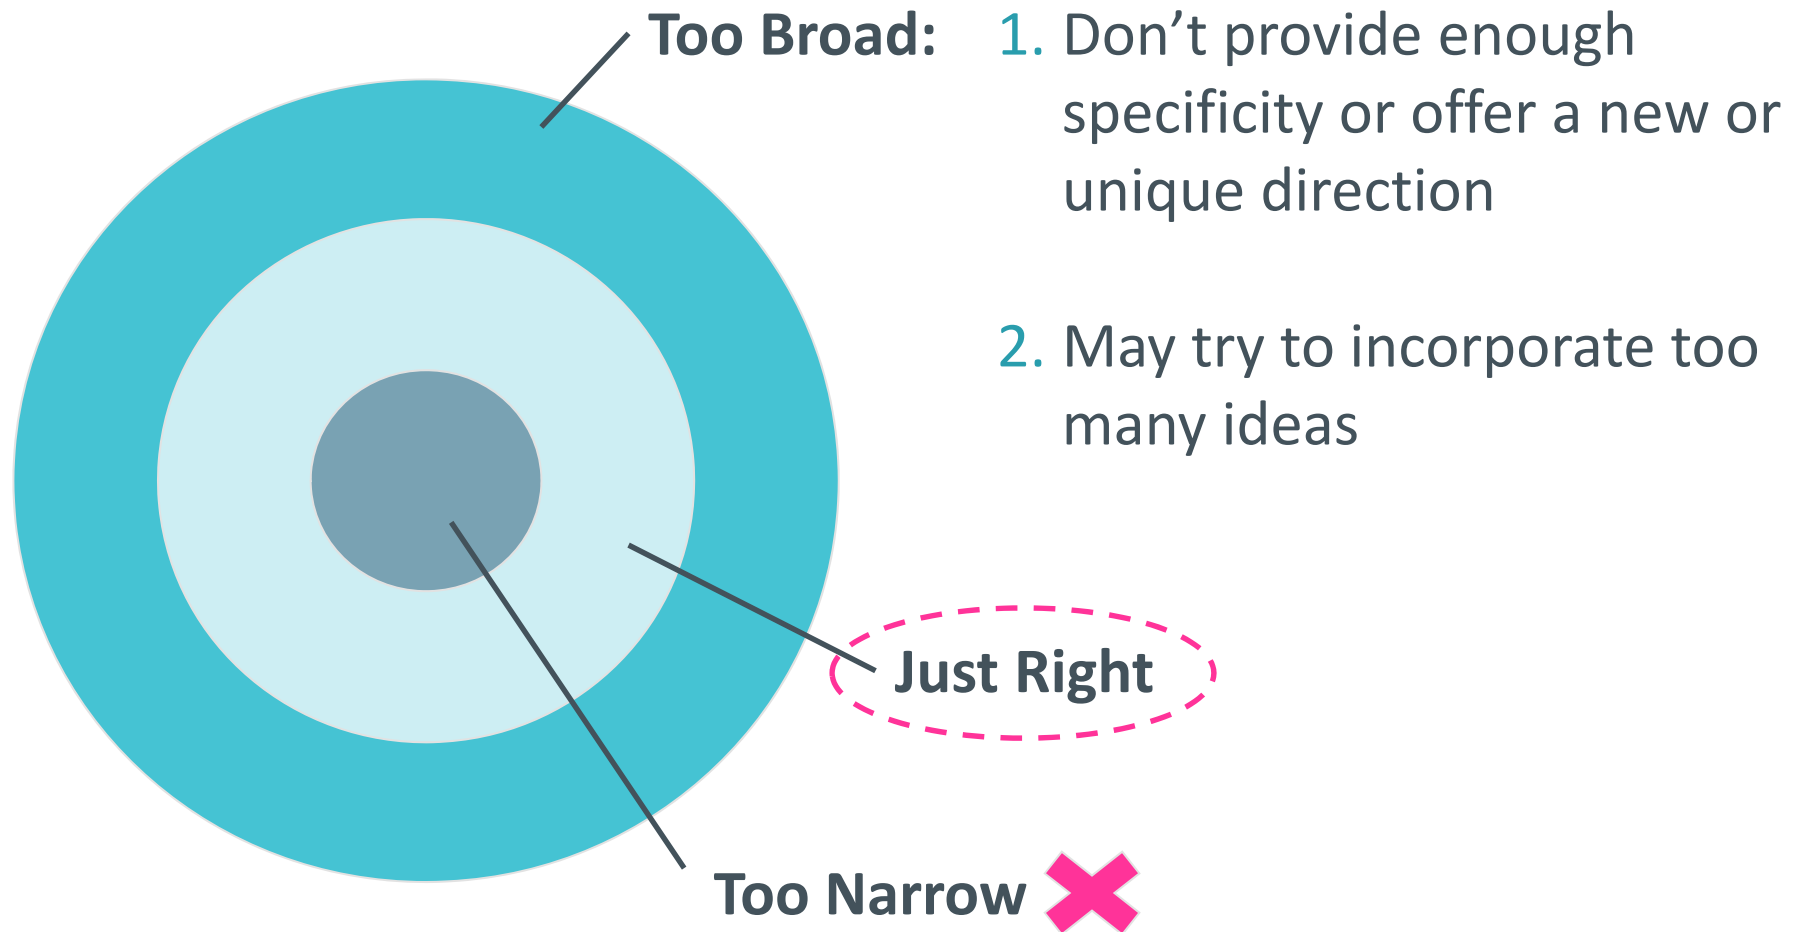 Too Broad:
1. Don’t provide enough
specificity or offer a new or
unique direction
2. May try to incorporate too
many ideas
Just Right
Too Narrow